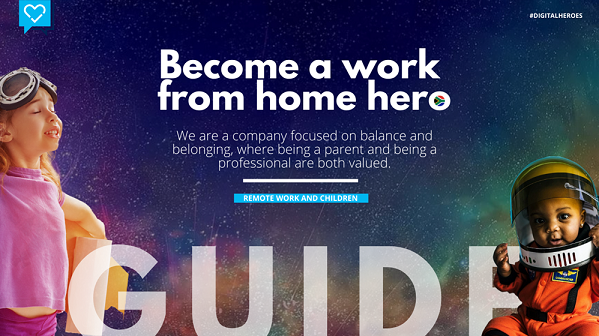 #DIGITALHEROES
Become a work
from home hero
We are a company focused on balance and
belonging, where being a parent and being a
professional are both valued.
REMOTE WORK AND CHILDREN
GUIDE